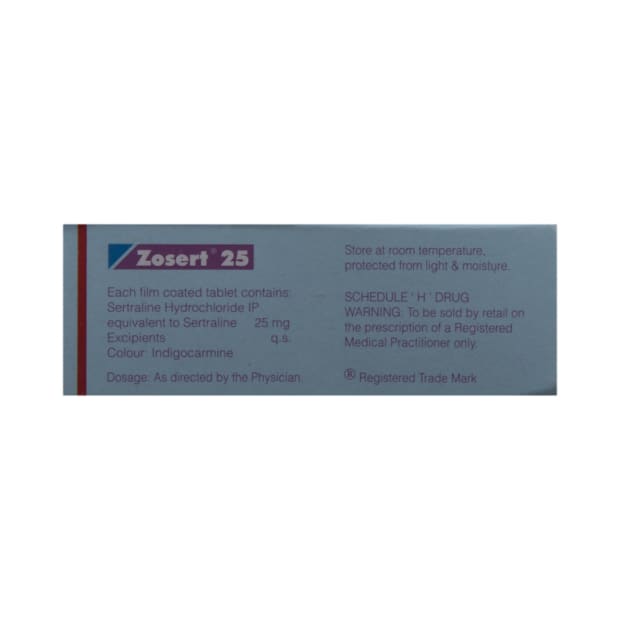 Zosert® 25
Each film coated tablet contains:
Sertraline Hydrochloride IP
equivalent to Sertraline 25 mg
Excipients q.s.
Colour: Indigocarmine
Dosage: As directed by the Physician.
Store at room temperature,
protected from light & moisture.
SCHEDULE ' H ' DRUG
WARNING: To be sold by retail on
the prescription of a Registered
Medical Practitioner only.
® Registered Trade Mark